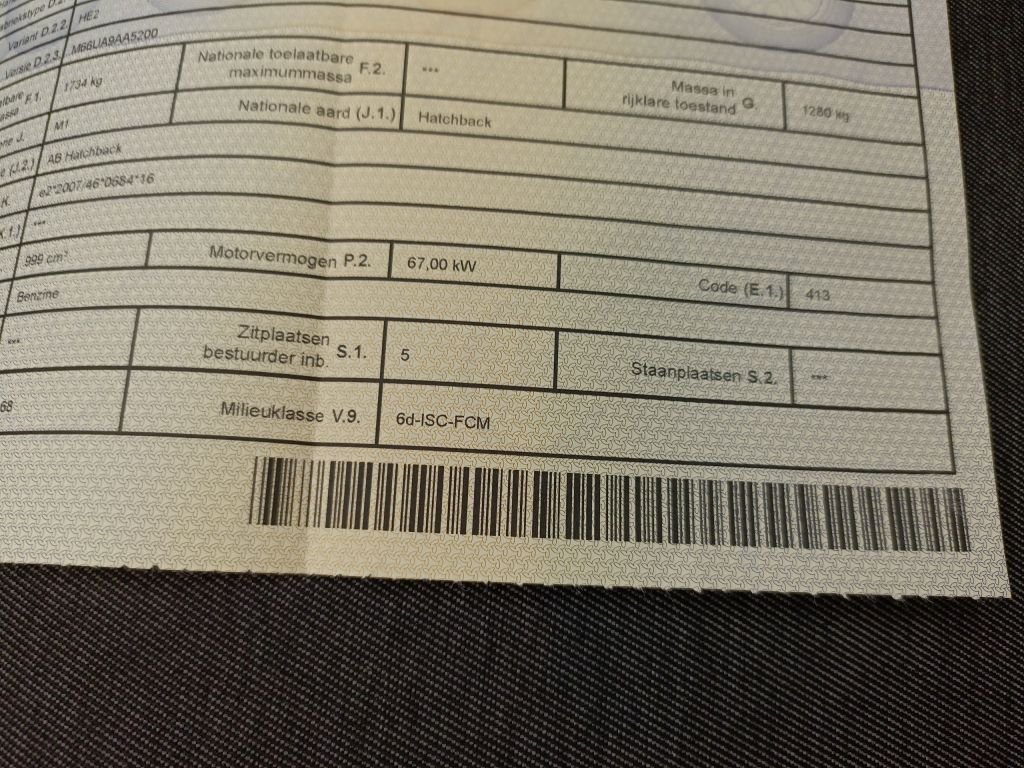 Variant D.2.2. HE2
Versie D.2.3. M66UA9AA5200
F.1. 1734 kg Nationale toelaatbare maximummassa F.2. *** Massa in rijklare toestand G. 1280 kg
J. M1 Nationale aard (J.1.) Hatchback
(J.2.) AB Hatchback
K. e2*2007/46*0684*16
***
999 cm³ Motorvermogen P.2. 67,00 kW Code (E.1.) 413
Benzine
*** Zitplaatsen bestuurder inb. S.1. 5 Staanplaatsen S.2. ***
68 Milieuklasse V.9. 6d-ISC-FCM